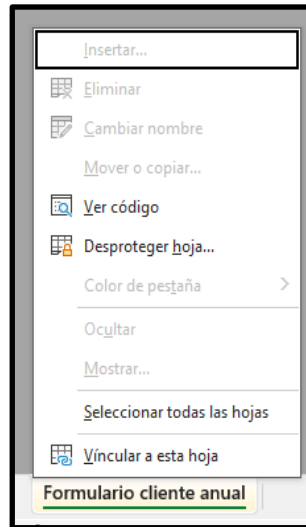 Insertar...
Eliminar
Cambiar nombre
Mover o copiar...
Ver código
Desproteger hoja...
Color de pestaña
Ocultar
Mostrar...
Seleccionar todas las hojas
Víncular a esta hoja
Formulario cliente anual